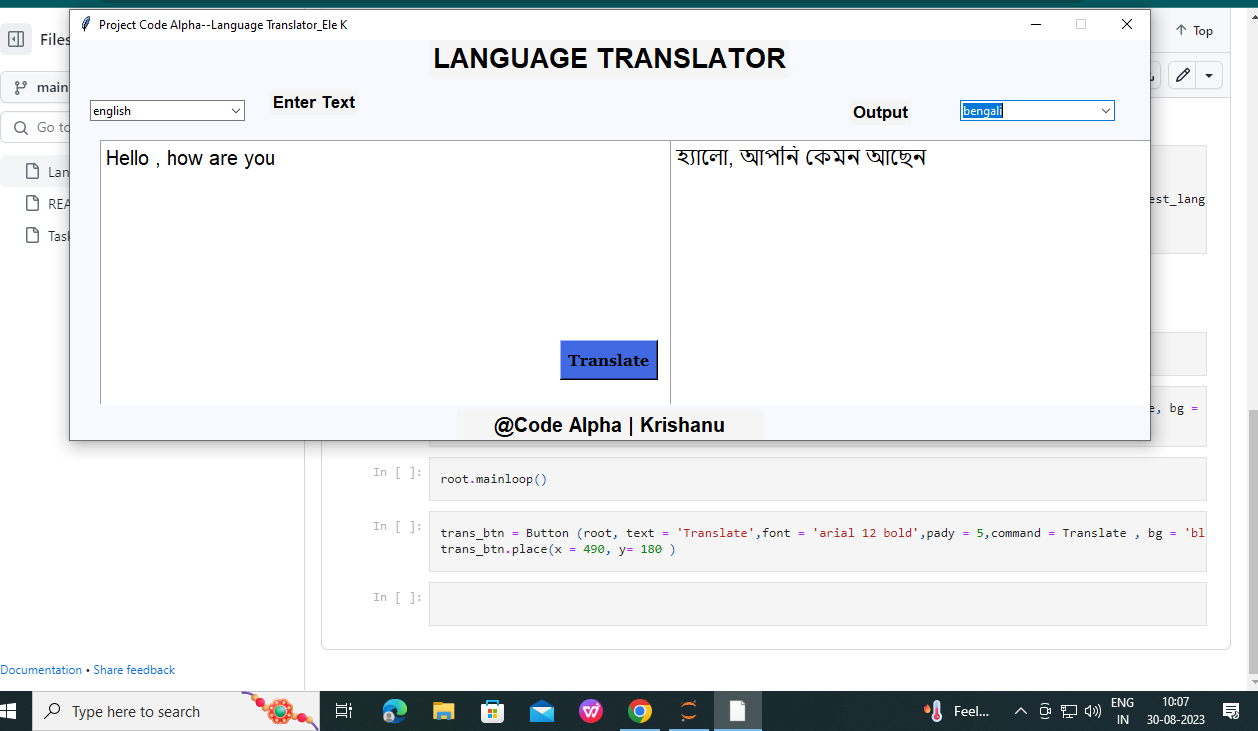 Project Code Alpha--Language Translator_Ele K
Files
Top
LANGUAGE TRANSLATOR
main
english
Enter Text
Output
bengali
Go to
Hello , how are you
হ্যালো, আপনি কেমন আছেন
Lan
REA
Task
est_lang
Translate
e, bg =
@Code Alpha | Krishanu
In [ ]:
root.mainloop()
In [ ]:
trans_btn = Button (root, text = 'Translate',font = 'arial 12 bold',pady = 5,command = Translate , bg = 'bl
trans_btn.place(x = 490, y= 180 )
In [ ]:
Documentation • Share feedback
Type here to search
Feel...
ENG
IN
10:07
30-08-2023